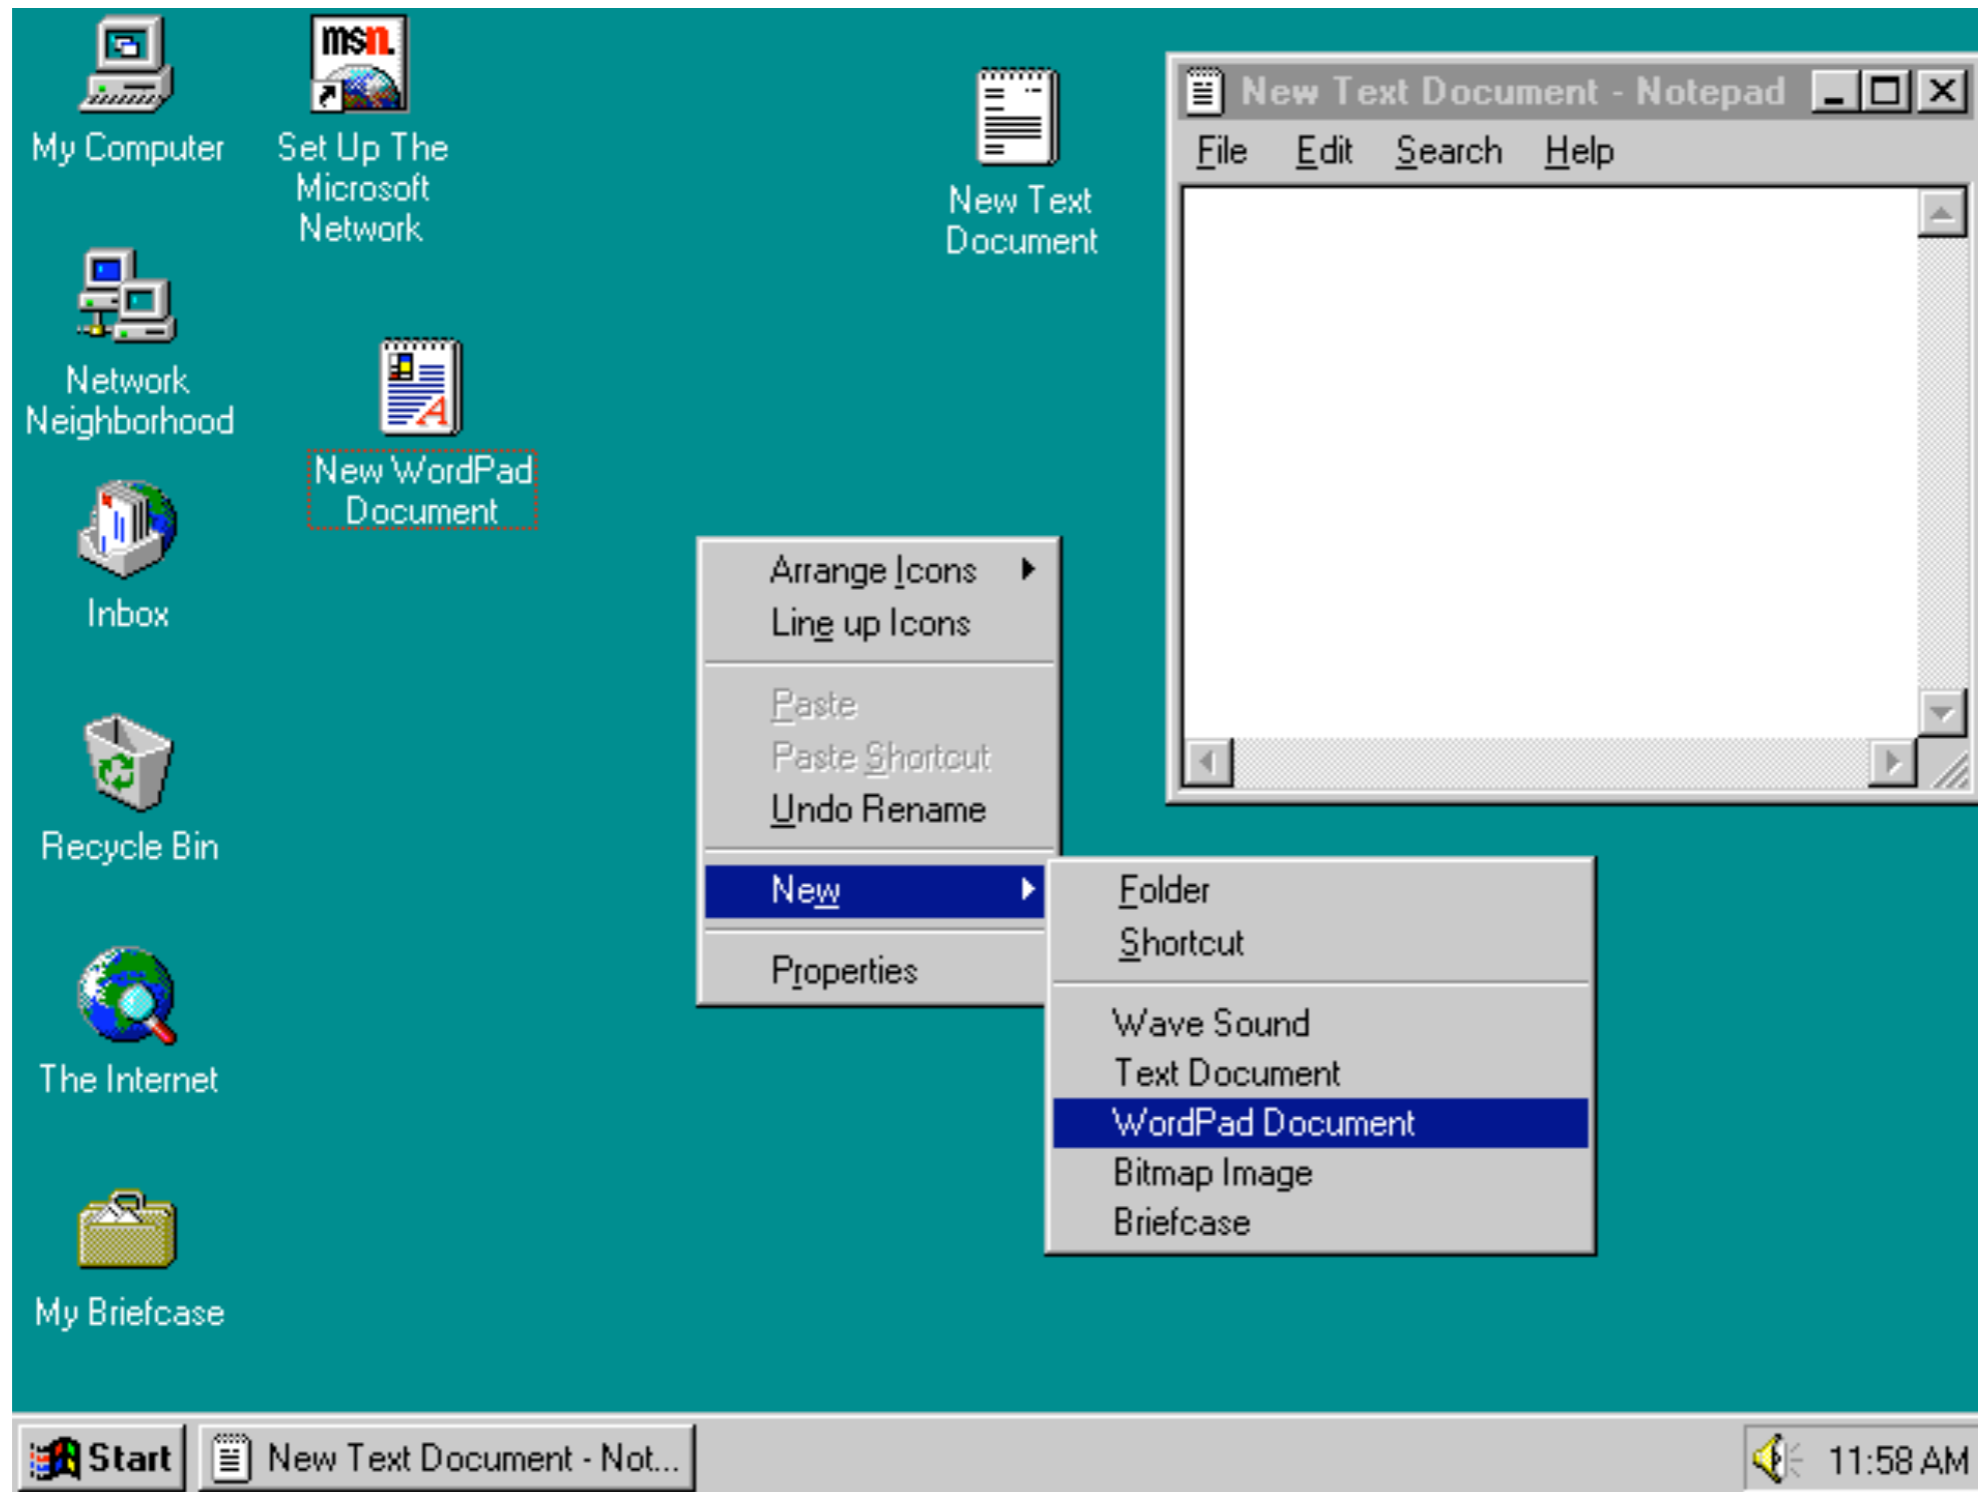 My Computer
msn.
Set Up The
Microsoft
Network
Network
Neighborhood
New WordPad
Document
Inbox
Recycle Bin
The Internet
My Briefcase
New Text
Document
New Text Document - Notepad
File Edit Search Help
Arrange Icons
Line up Icons
Paste
Paste Shortcut
Undo Rename
New
Properties
Folder
Shortcut
Wave Sound
Text Document
WordPad Document
Bitmap Image
Briefcase
Start
New Text Document - Not...
11:58 AM